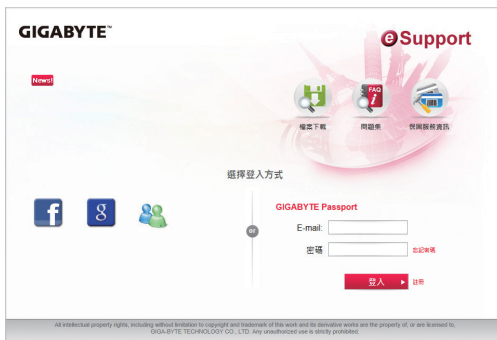 GIGABYTE™
eSupport
News!
FAQ
檔案下載
問題集
保固服務資訊
選擇登入方式
f
g
or
GIGABYTE Passport
E-mail:
密碼
忘記密碼
登入
註冊
All intellectual property rights, including without limitation to copyright and trademark of this work and its derivative works are the property of, or are licensed to,
GIGA-BYTE TECHNOLOGY CO., LTD. Any unauthorized use is strictly prohibited.